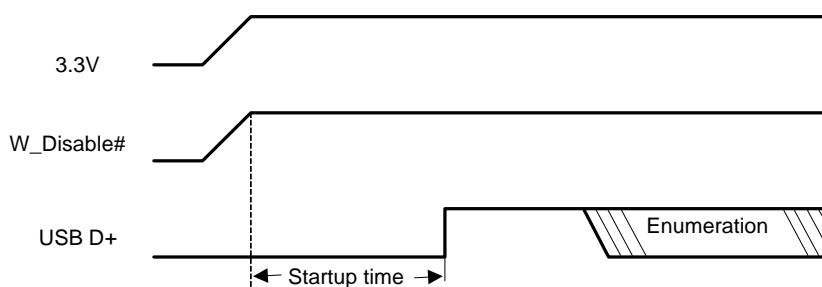 3.3V
W_Disable#
USB D+
Enumeration
Startup time